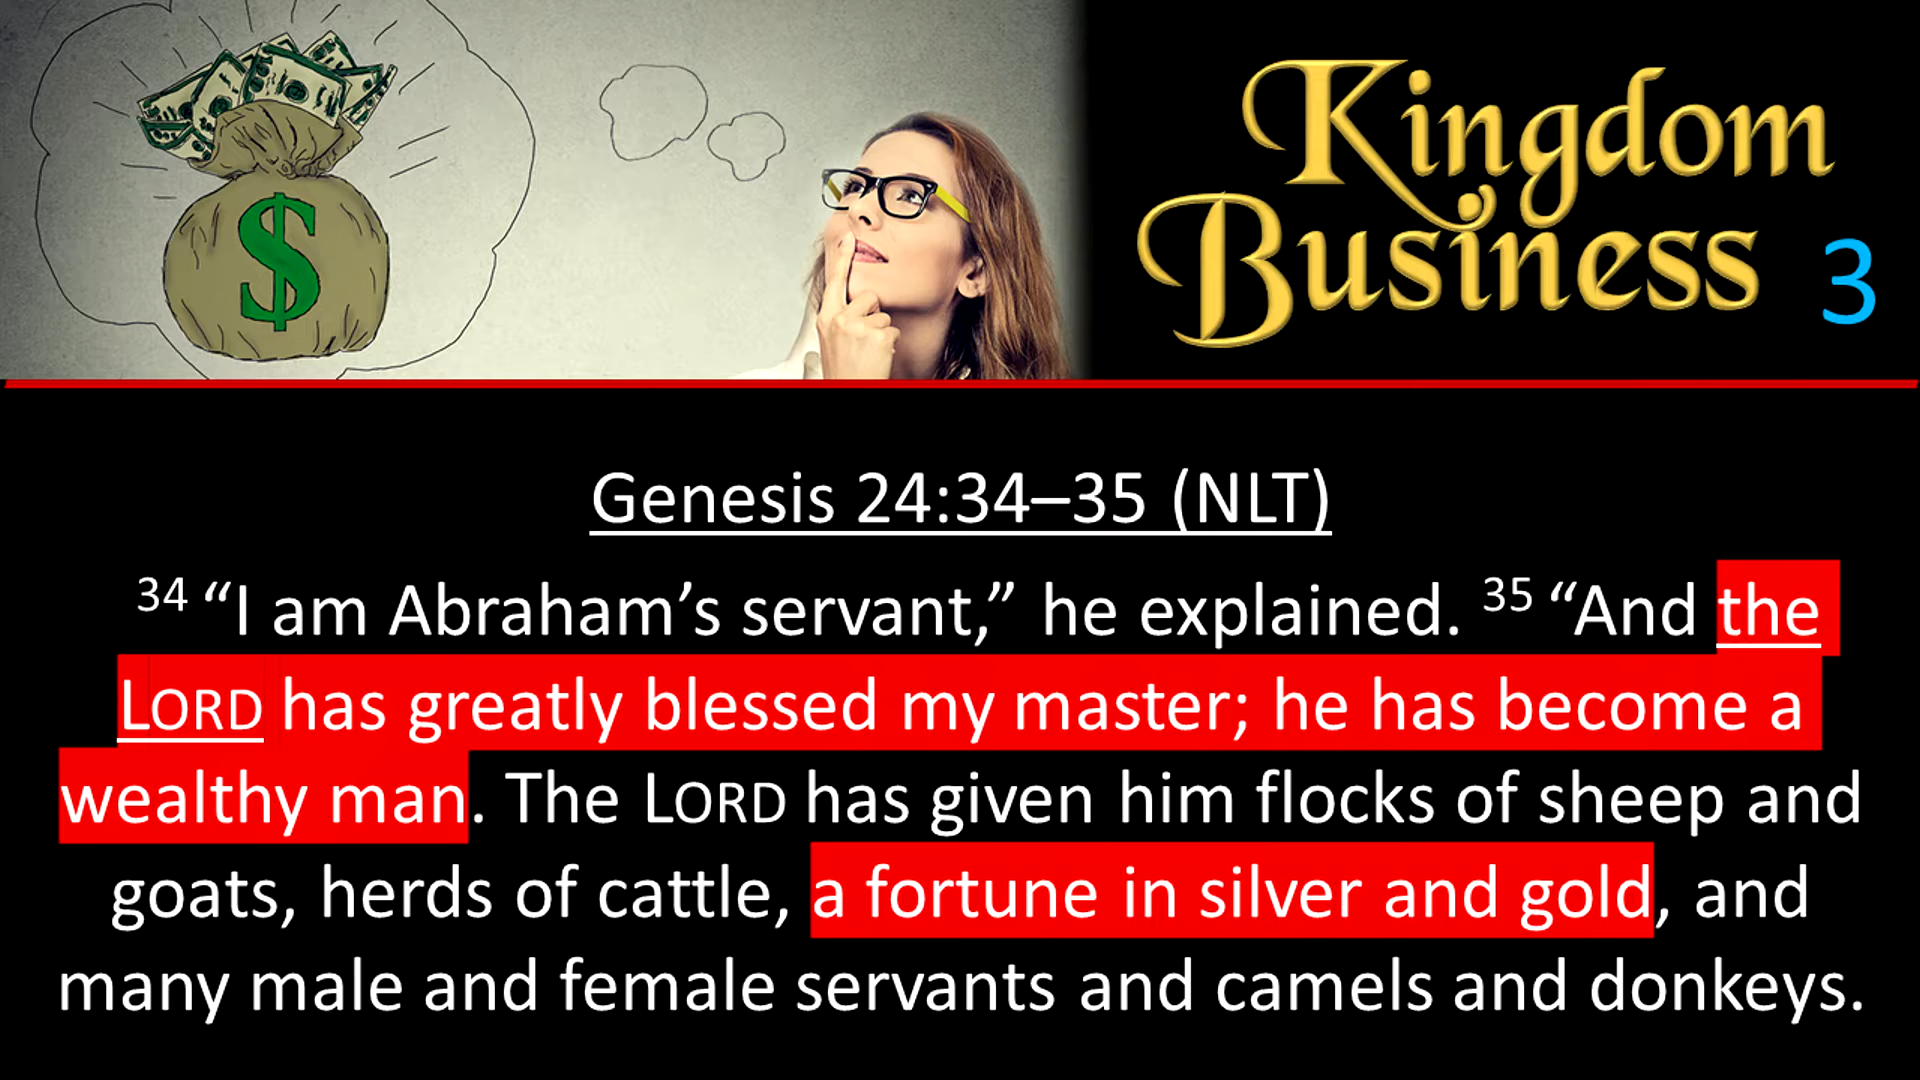 $
Kingdom
Business 3
Genesis 24:34–35 (NLT)
34 “I am Abraham’s servant,” he explained. 35 “And the
LORD has greatly blessed my master; he has become a
wealthy man. The LORD has given him flocks of sheep and
goats, herds of cattle, a fortune in silver and gold, and
many male and female servants and camels and donkeys.